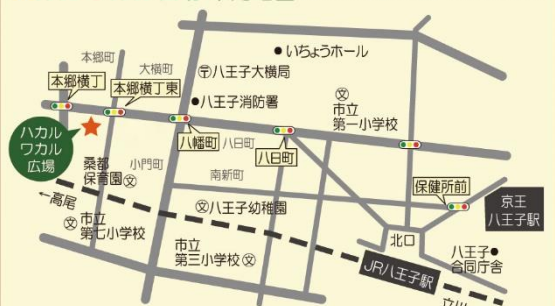 本郷町
大横町
いちょうホール
本郷横丁
本郷横丁東
〒八王子大横局
八王子消防署
文
市立
第一小学校
ハカル
ワカル
広場
八幡町
八日町
八日町
桑都
保育園文
小門町
南新町
保健所前
京王
八王子駅
←高尾
文八王子幼稚園
文市立
第七小学校
市立
第三小学校文
北口
八王子
合同庁舎
JR八王子駅